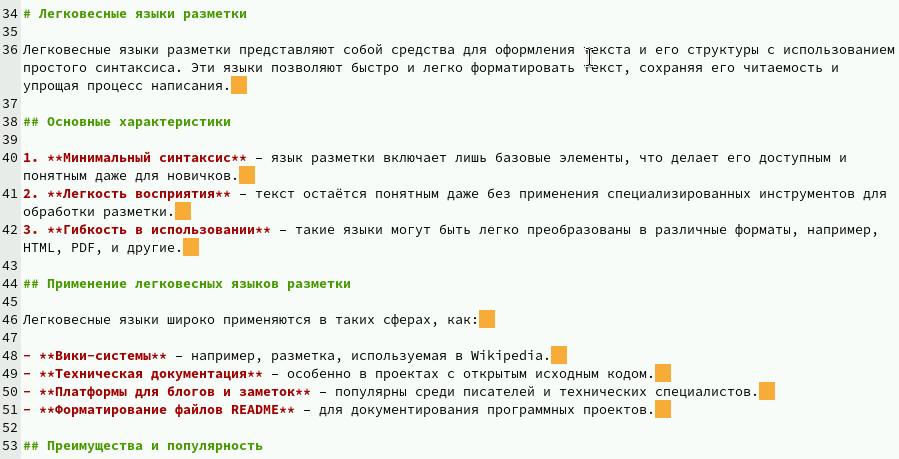 34 # Легковесные языки разметки
35
36 Легковесные языки разметки представляют собой средства для оформления текста и его структуры с использованием
простого синтаксиса. Эти языки позволяют быстро и легко форматировать текст, сохраняя его читаемость и
упрощая процесс написания.
37
38 ## Основные характеристики
39
40 1. **Минимальный синтаксис** – язык разметки включает лишь базовые элементы, что делает его доступным и
понятным даже для новичков.
41 2. **Легкость восприятия** – текст остаётся понятным даже без применения специализированных инструментов для
обработки разметки.
42 3. **Гибкость в использовании** – такие языки могут быть легко преобразованы в различные форматы, например,
HTML, PDF, и другие.
43
44 ## Применение легковесных языков разметки
45
46 Легковесные языки широко применяются в таких сферах, как:
47
48 - **Вики-системы** – например, разметка, используемая в Wikipedia.
49 - **Техническая документация** – особенно в проектах с открытым исходным кодом.
50 - **Платформы для блогов и заметок** – популярны среди писателей и технических специалистов.
51 - **Форматирование файлов README** – для документирования программных проектов.
52
53 ## Преимущества и популярность